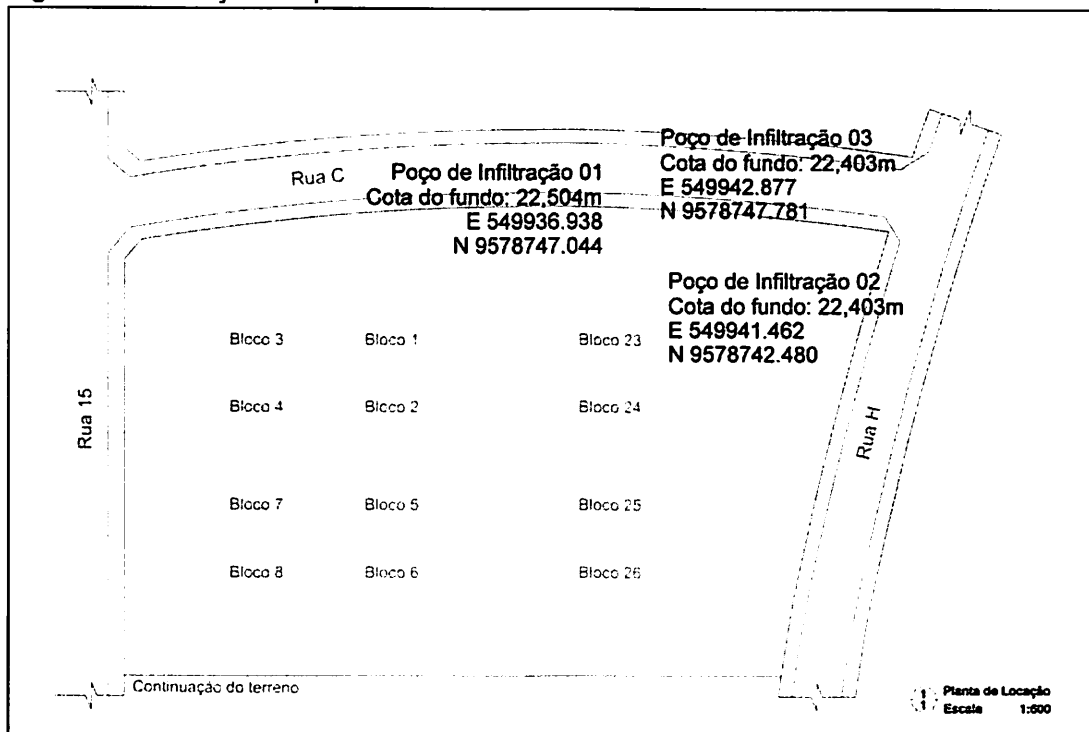 Rua C
Poço de Infiltração 01
Cota do fundo: 22,504m
E 549936.938
N 9578747.044
Poço de Infiltração 03
Cota do fundo: 22,403m
E 549942.877
N 9578747.781
Poço de Infiltração 02
Cota do fundo: 22,403m
E 549941.462
N 9578742.480
Bloco 3
Bloco 1
Bloco 23
Bloco 4
Bloco 2
Bloco 24
Rua 15
Rua H
Bloco 7
Bloco 5
Bloco 25
Bloco 8
Bloco 6
Bloco 26
Continuação do terreno
1
1
Planta de Locação
Escala 1:600